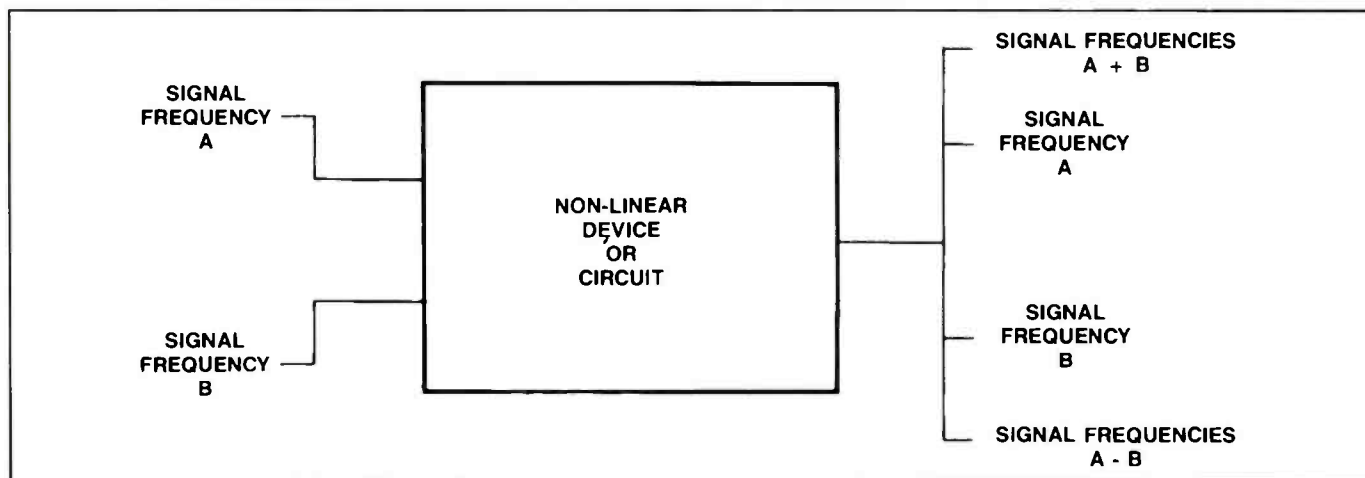 SIGNAL
FREQUENCY
A
SIGNAL
FREQUENCY
B
NON-LINEAR
DEVICE
OR
CIRCUIT
SIGNAL FREQUENCIES
A + B
SIGNAL
FREQUENCY
A
SIGNAL
FREQUENCY
B
SIGNAL FREQUENCIES
A - B